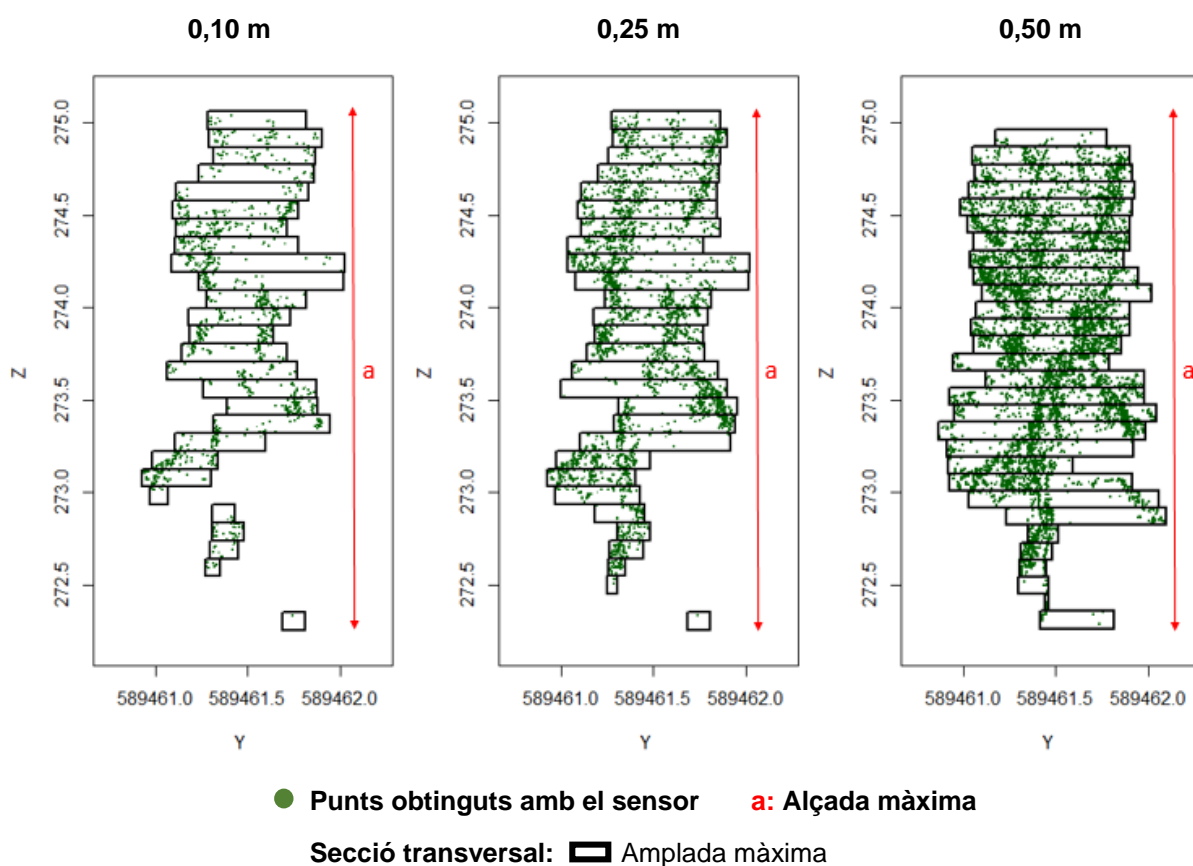 0,10 m 0,25 m 0,50 m
275.0 275.0 275.0
274.5 274.5 274.5
274.0 274.0 274.0
Z Z Z
273.5 273.5 273.5
a a a
273.0 273.0 273.0
272.5 272.5 272.5
589461.0 589461.5 589462.0 589461.0 589461.5 589462.0 589461.0 589461.5 589462.0
Y Y Y
Punts obtinguts amb el sensor a: Alçada màxima
Secció transversal: Amplada màxima